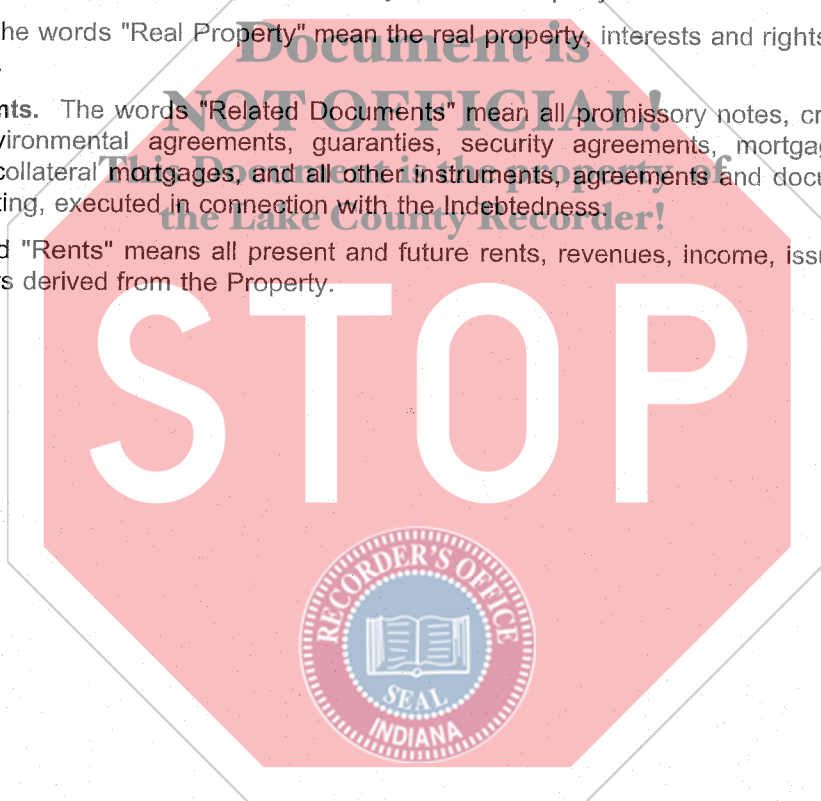 Document is
he words "Real Property" mean the real property, interests and rights
NOT OFFICIAL!
nts. The words "Related Documents" mean all promissory notes, cr
vironmental agreements, guaranties, security agreements, mortga
This Document is the property of
collateral mortgages, and all other instruments, agreements and docu
ting, executed in connection with the Indebtedness.
the Lake County Recorder!
d "Rents" means all present and future rents, revenues, income, issu
s derived from the Property.
STOP
RECORDER'S OFFICE
SEAL
INDIANA